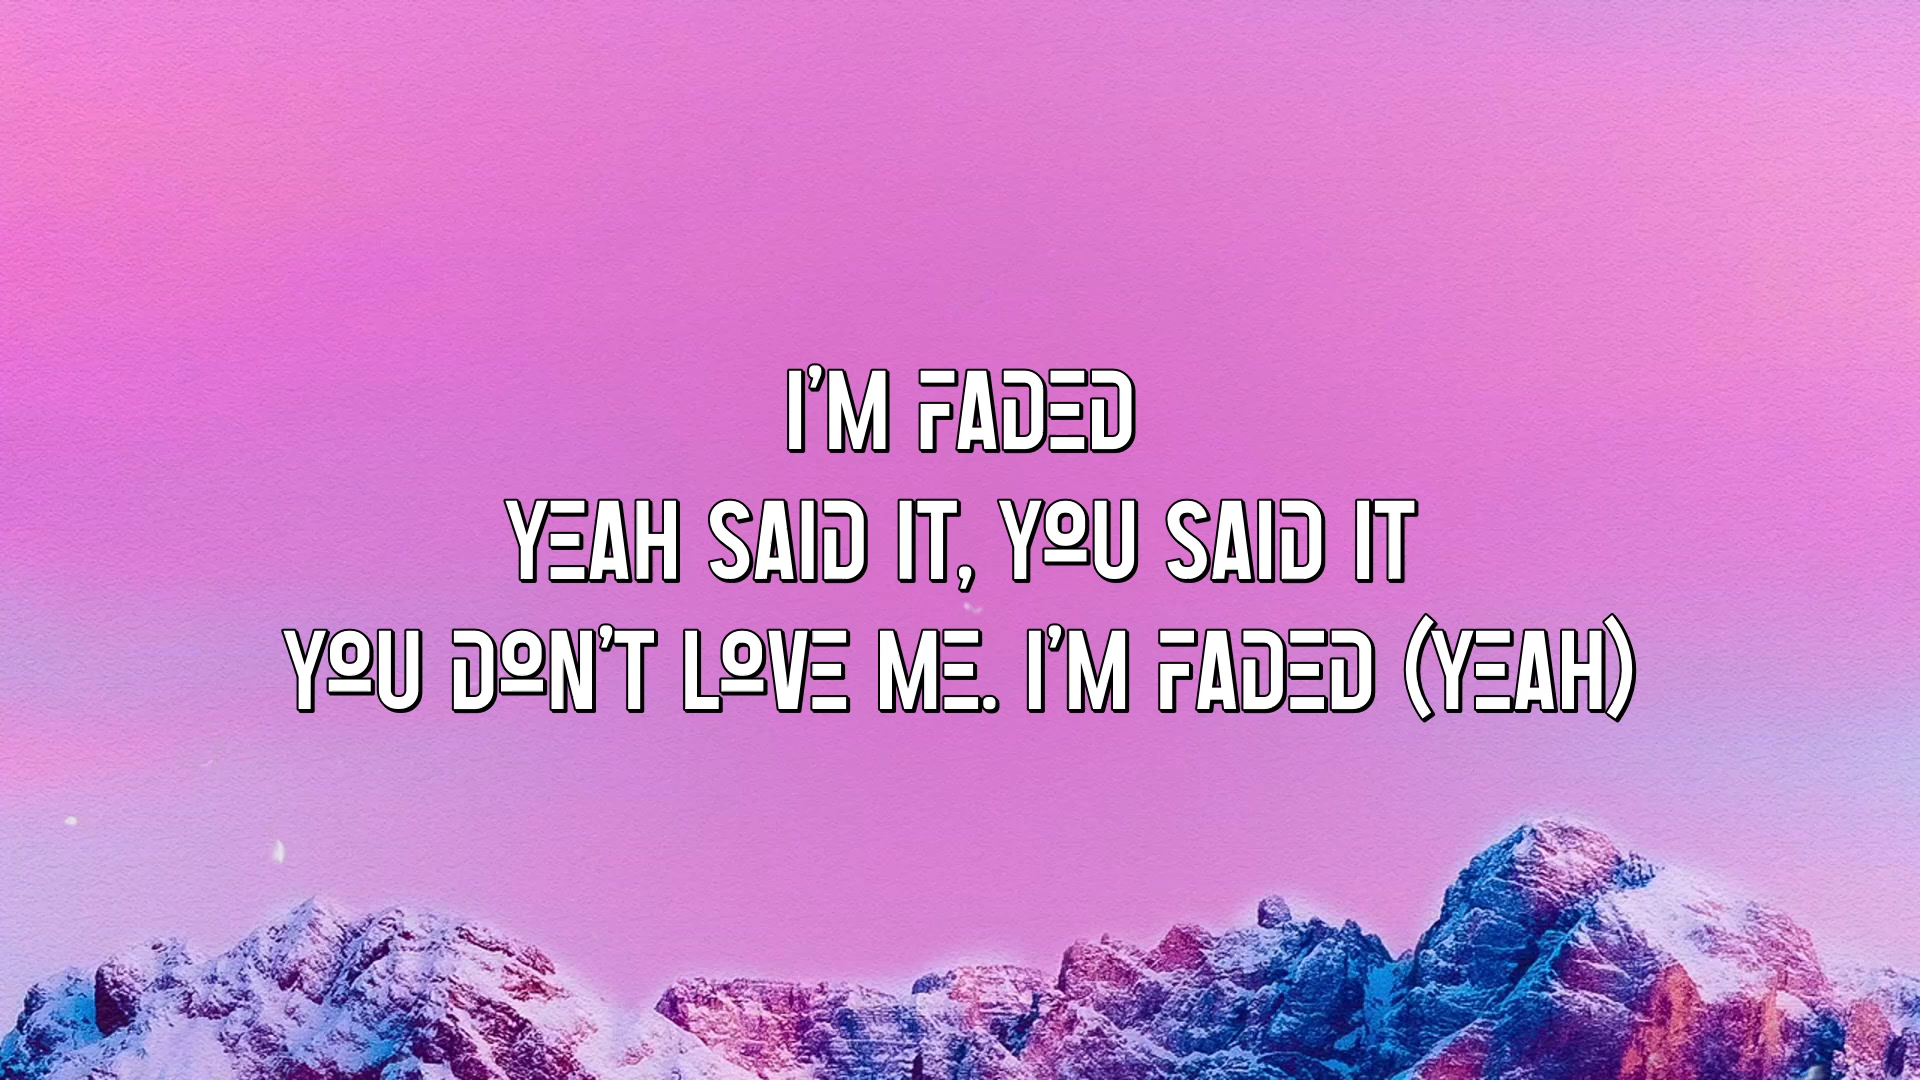 I'M FADED
YEAH SAID IT, YOU SAID IT
YOU DON'T LOVE ME. I'M FADED (YEAH)